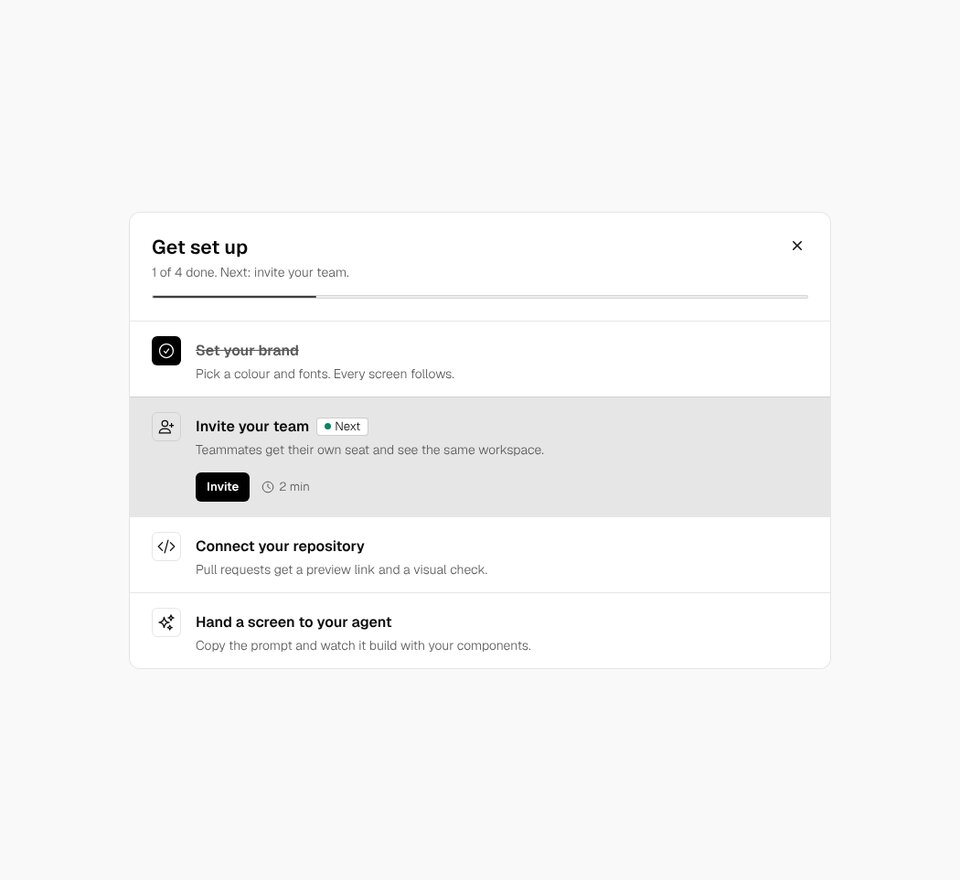 Get set up
1 of 4 done. Next: invite your team.
Set your brand
Pick a colour and fonts. Every screen follows.
Invite your team Next
Teammates get their own seat and see the same workspace.
Invite 2 min
Connect your repository
Pull requests get a preview link and a visual check.
Hand a screen to your agent
Copy the prompt and watch it build with your components.